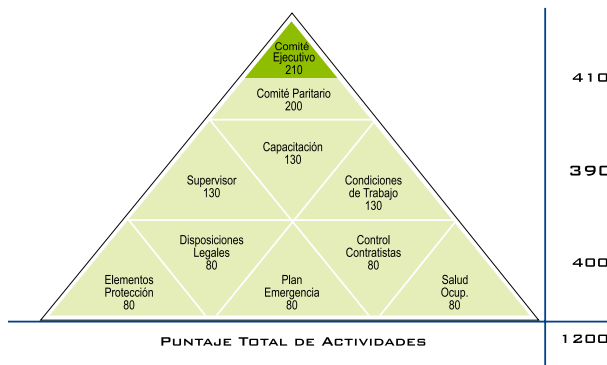 Comité
Ejecutivo
210
Comité Paritario
200
410
Capacitación
130
Supervisor
130
Condiciones
de Trabajo
130
390
Disposiciones
Legales
80
Control
Contratistas
80
Elementos
Protección
80
Plan
Emergencia
80
Salud
Ocup.
80
400
Puntaje Total de Actividades
1200